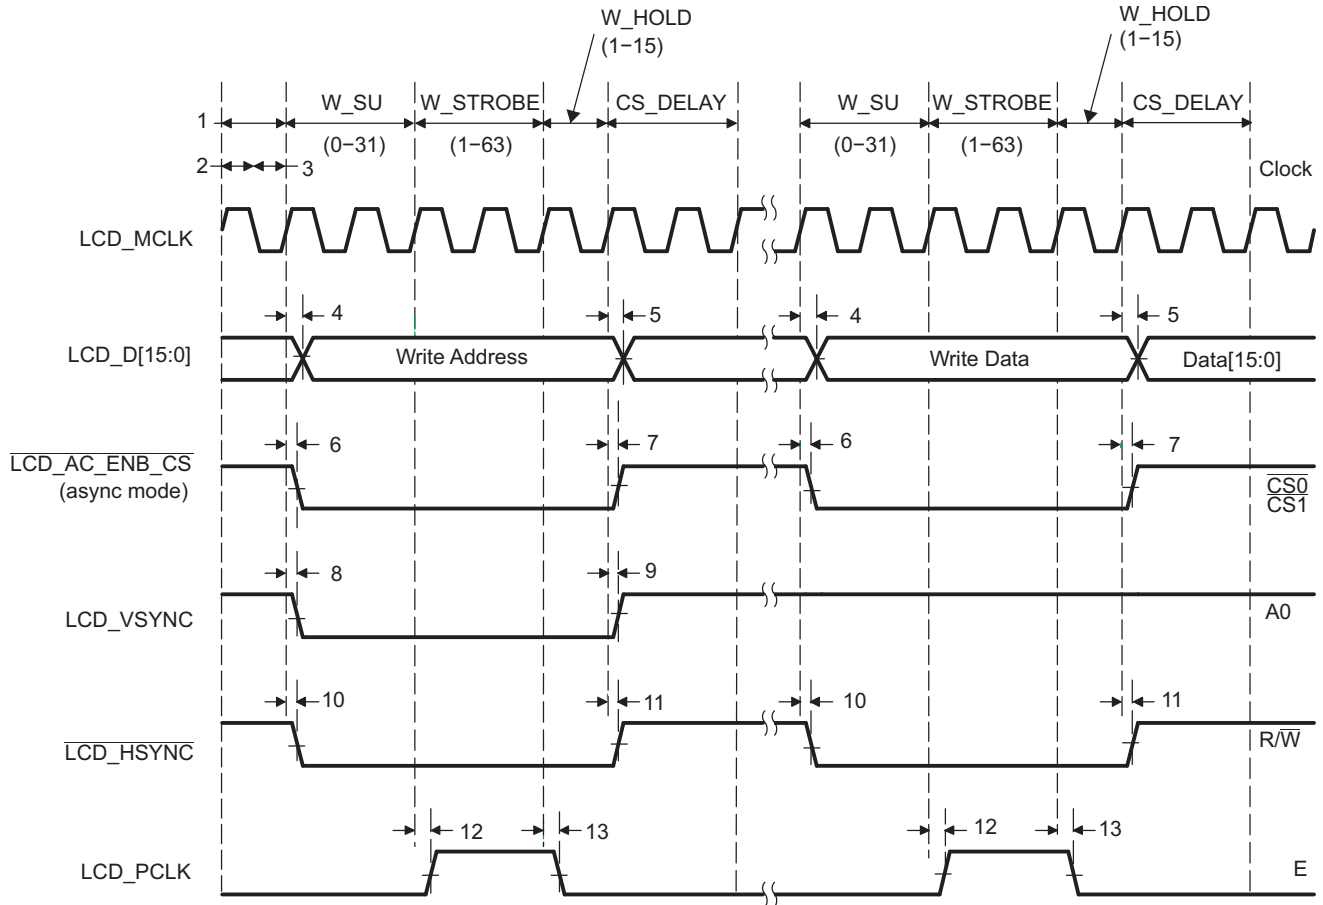 W_HOLD
(1−15)
W_HOLD
(1−15)
W_SU
W_STROBE
CS_DELAY
W_SU
W_STROBE
CS_DELAY
1
(0−31)
(1−63)
(0−31)
(1−63)
2
3
Clock
LCD_MCLK
4
5
4
5
LCD_D[15:0]
Write Address
Write Data
Data[15:0]
6
7
6
7
LCD_AC_ENB_CS
(async mode)
CS0
CS1
8
9
LCD_VSYNC
A0
10
11
10
11
LCD_HSYNC
R/W
12
13
12
13
LCD_PCLK
E